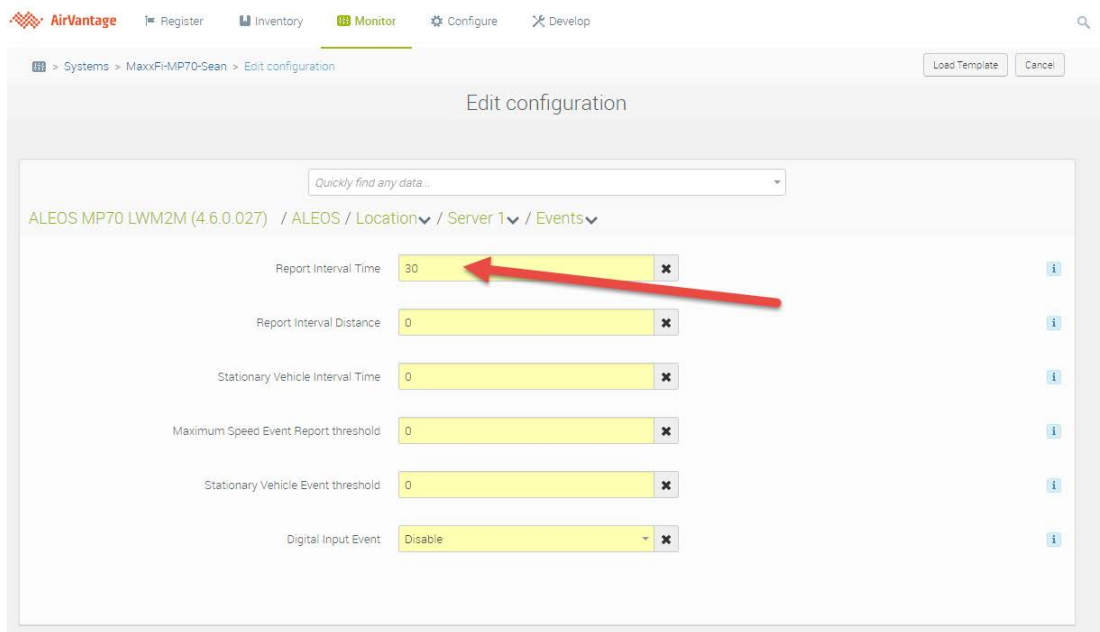 AirVantage Register Inventory Monitor Configure Develop
> Systems > MaxxFi-MP70-Sean > Edit configuration Load Template Cancel
Edit configuration
Quickly find any data...
ALEOS MP70 LWM2M (4.6.0.027) / ALEOS / Location / Server 1 / Events
Report Interval Time 30 i
Report Interval Distance 0 i
Stationary Vehicle Interval Time 0 i
Maximum Speed Event Report threshold 0 i
Stationary Vehicle Event threshold 0 i
Digital Input Event Disable i